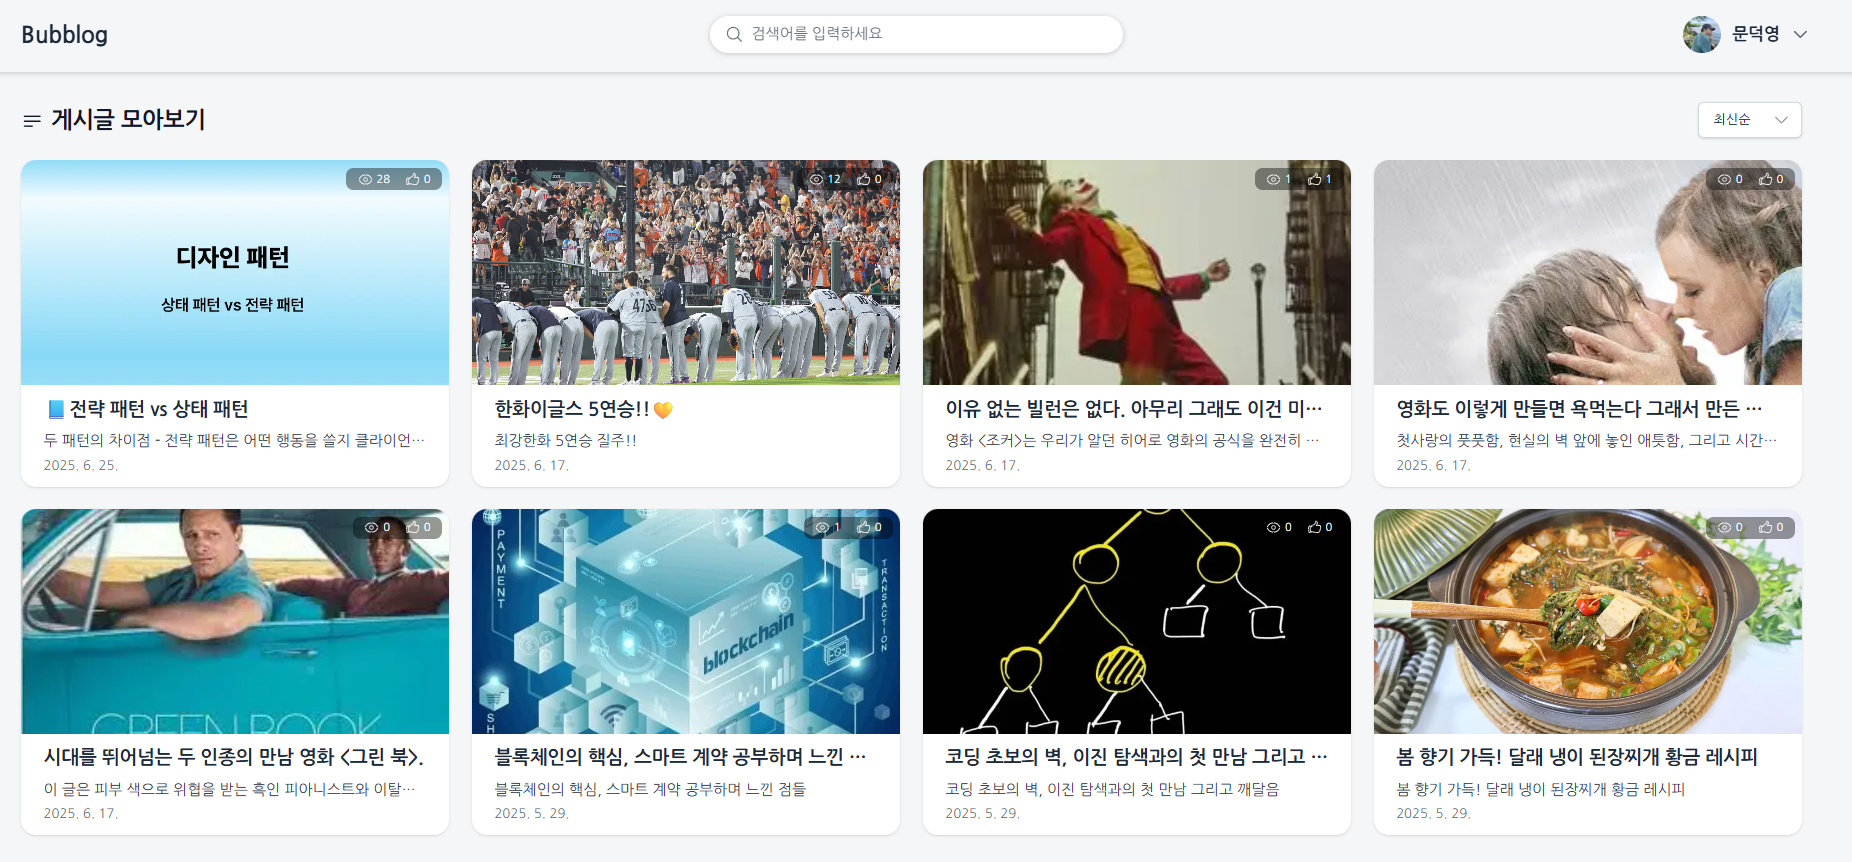 Bubblog
검색어를 입력하세요
문덕영
게시글 모아보기
최신순
28 0
디자인 패턴
상태 패턴 vs 전략 패턴
📘 전략 패턴 vs 상태 패턴
두 패턴의 차이점 - 전략 패턴은 어떤 행동을 쓸지 클라이언…
2025. 6. 25.
12 0
한화이글스 5연승!! 🧡
최강한화 5연승 질주!!
2025. 6. 17.
1 1
이유 없는 빌런은 없다. 아무리 그래도 이건 미…
영화 <조커>는 우리가 알던 히어로 영화의 공식을 완전히 …
2025. 6. 17.
0 0
영화도 이렇게 만들면 욕먹는다 그래서 만든 …
첫사랑의 풋풋함, 현실의 벽 앞에 놓인 애틋함, 그리고 시간…
2025. 6. 17.
0 0
GREEN BOOK
시대를 뛰어넘는 두 인종의 만남 영화 <그린 북>.
이 글은 피부 색으로 위협을 받는 흑인 피아니스트와 이탈…
2025. 6. 17.
1 0
PAYMENT
TRANSACTION
blockchain
SH
블록체인의 핵심, 스마트 계약 공부하며 느낀 …
블록체인의 핵심, 스마트 계약 공부하며 느낀 점들
2025. 5. 29.
0 0
코딩 초보의 벽, 이진 탐색과의 첫 만남 그리고 …
코딩 초보의 벽, 이진 탐색과의 첫 만남 그리고 깨달음
2025. 5. 29.
0 0
봄 향기 가득! 달래 냉이 된장찌개 황금 레시피
봄 향기 가득! 달래 냉이 된장찌개 황금 레시피
2025. 5. 29.